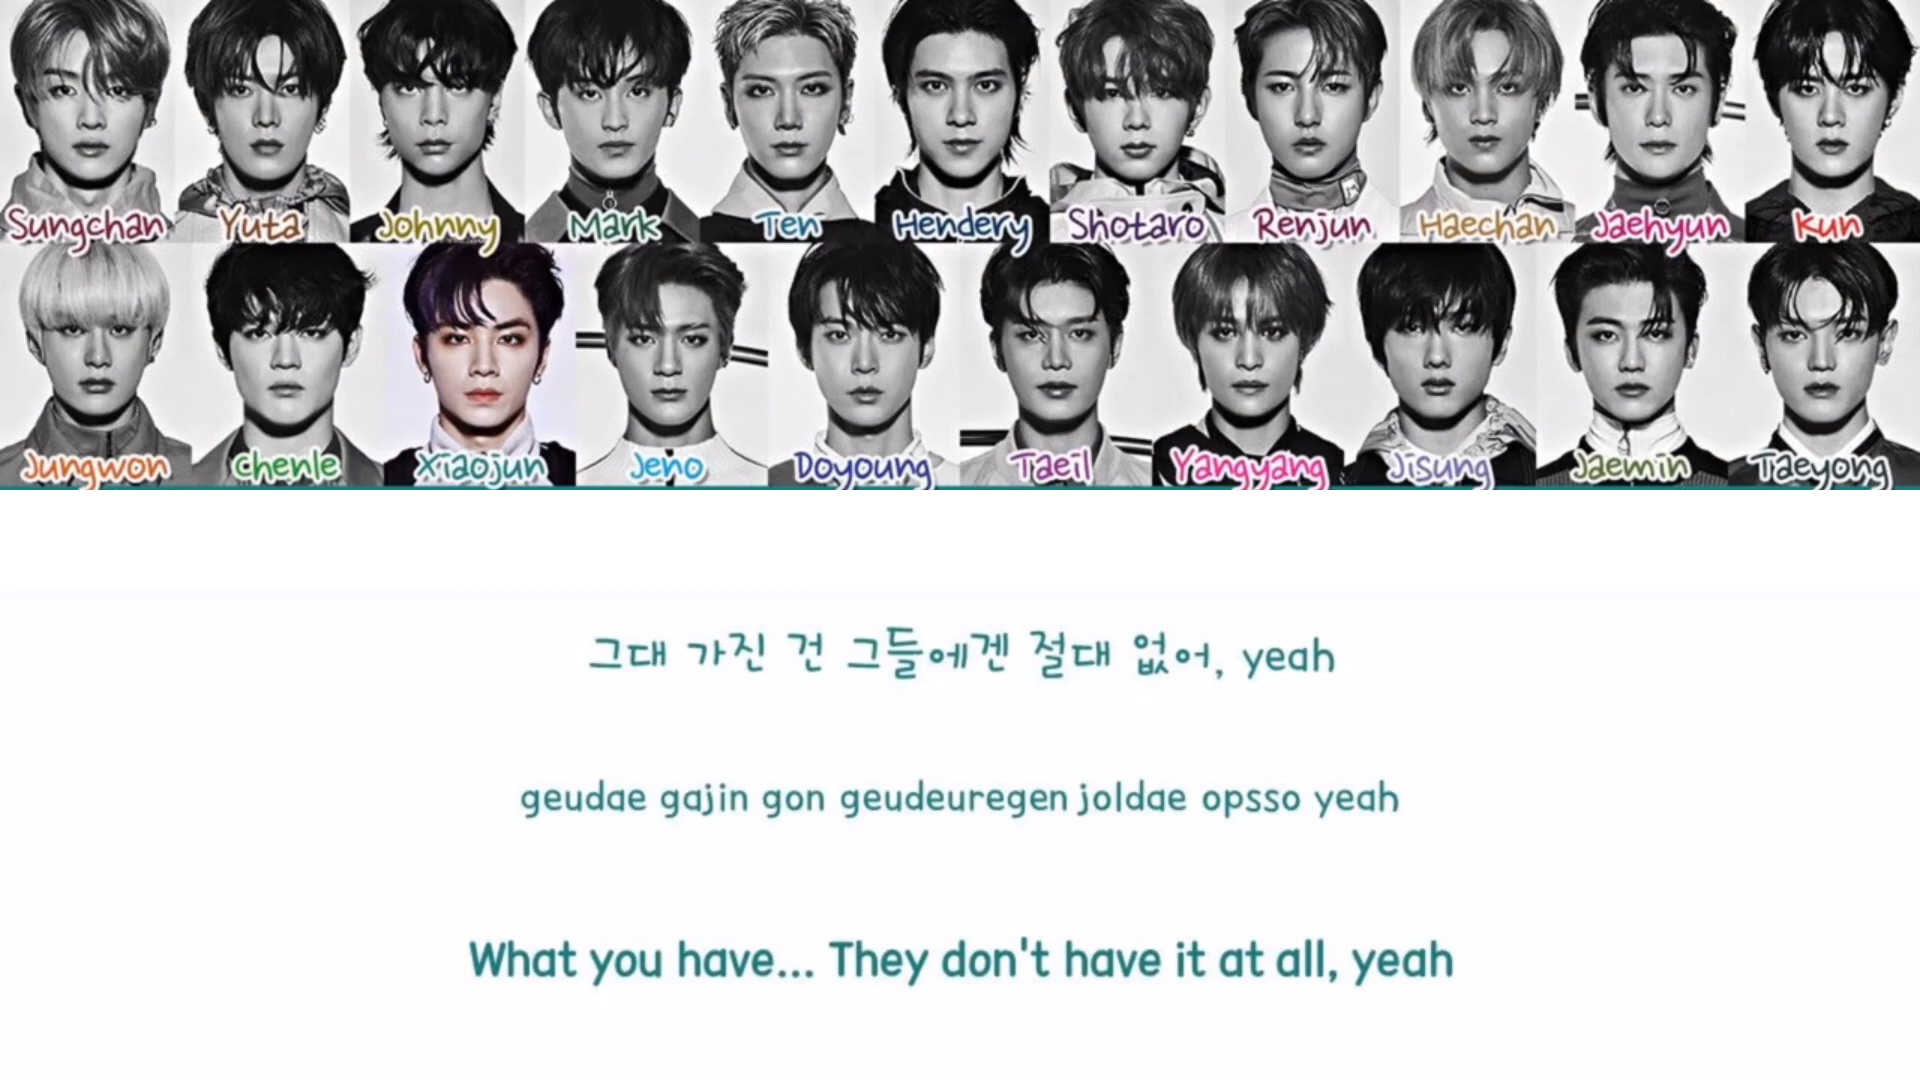 Sungchan Yuta Johnny Mark Ten Hendery Shotaro Renjun Haechan Jaehyun Kun
Jungwon Chenle Xiaojun Jeno Doyoung Taeil Yangyang Jisung Jaemin Taeyong
그대 가진 건 그들에겐 절대 없어, yeah
geudae gajin gon geudeuregen joldae opsso yeah
What you have... They don't have it at all, yeah